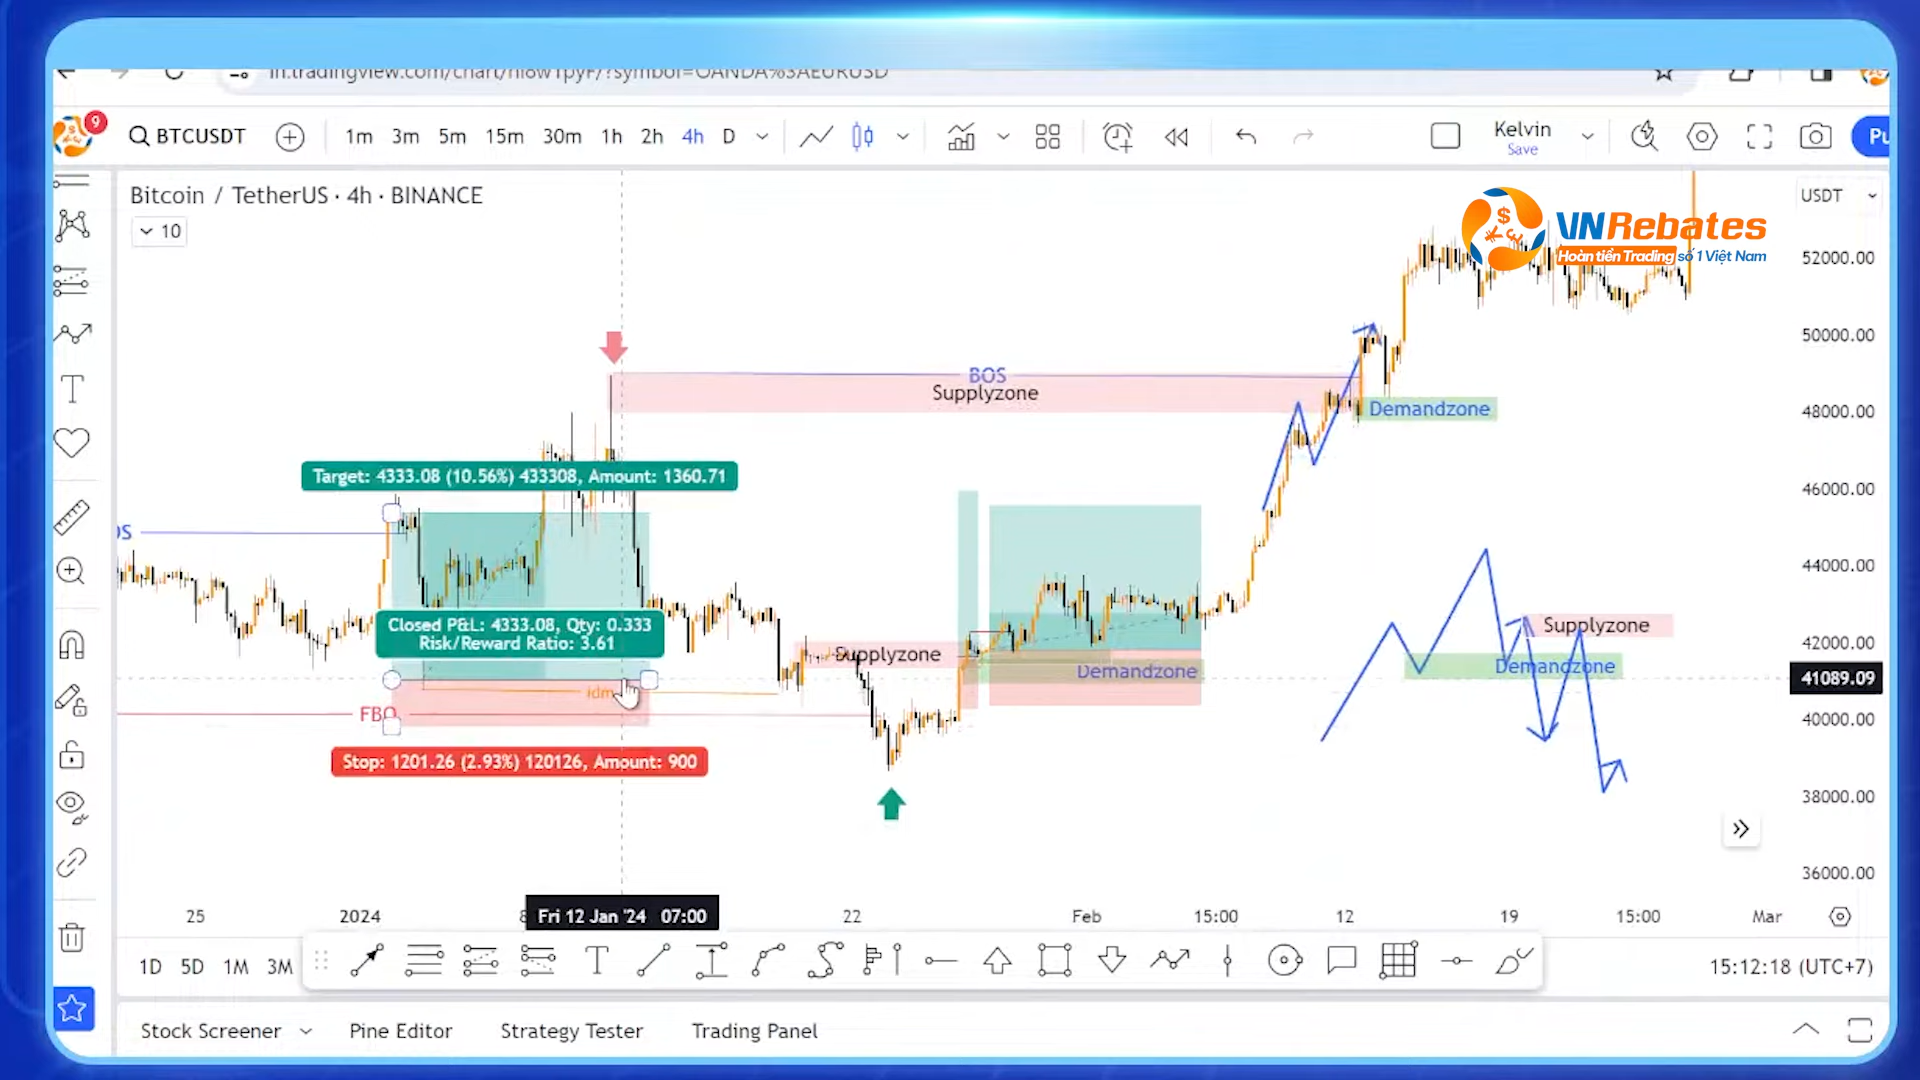 in.tradingview.com/chart/
9
BTCUSDT
1m 3m 5m 15m 30m 1h 2h 4h D
Kelvin
Save
Bitcoin / TetherUS · 4h · BINANCE
10
USDT
$
VNRebates
Hoàn tiền Trading số 1 Việt Nam
52000.00
50000.00
48000.00
46000.00
44000.00
42000.00
41089.09
40000.00
38000.00
36000.00
BOS
Supplyzone
Demandzone
Target: 4333.08 (10.56%) 433308, Amount: 1360.71
Closed P&L: 4333.08, Qty: 0.333
Risk/Reward Ratio: 3.61
Supplyzone
Demandzone
Supplyzone
Demandzone
idm
FBO
Stop: 1201.26 (2.93%) 120126, Amount: 900
25
2024
Fri 12 Jan '24 07:00
22
Feb
15:00
12
19
15:00
Mar
1D 5D 1M 3M
T
15:12:18 (UTC+7)
Stock Screener
Pine Editor
Strategy Tester
Trading Panel